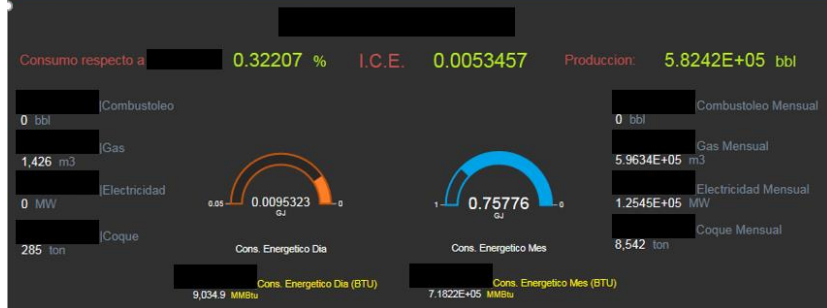 Consumo respecto a 0.32207 % I.C.E. 0.0053457 Produccion: 5.8242E+05 bbl
|Combustoleo
0 bbl
|Gas
1,426 m3
|Electricidad
0 MW
|Coque
285 ton
0.05 0.0095323 0
GJ
Cons. Energetico Dia
1 0.75776 0
GJ
Cons. Energetico Mes
Combustoleo Mensual
0 bbl
Gas Mensual
5.9634E+05 m3
Electricidad Mensual
1.2545E+05 MW
Coque Mensual
8,542 ton
Cons. Energetico Dia (BTU)
9,034.9 MMBtu
Cons. Energetico Mes (BTU)
7.1822E+05 MMBtu